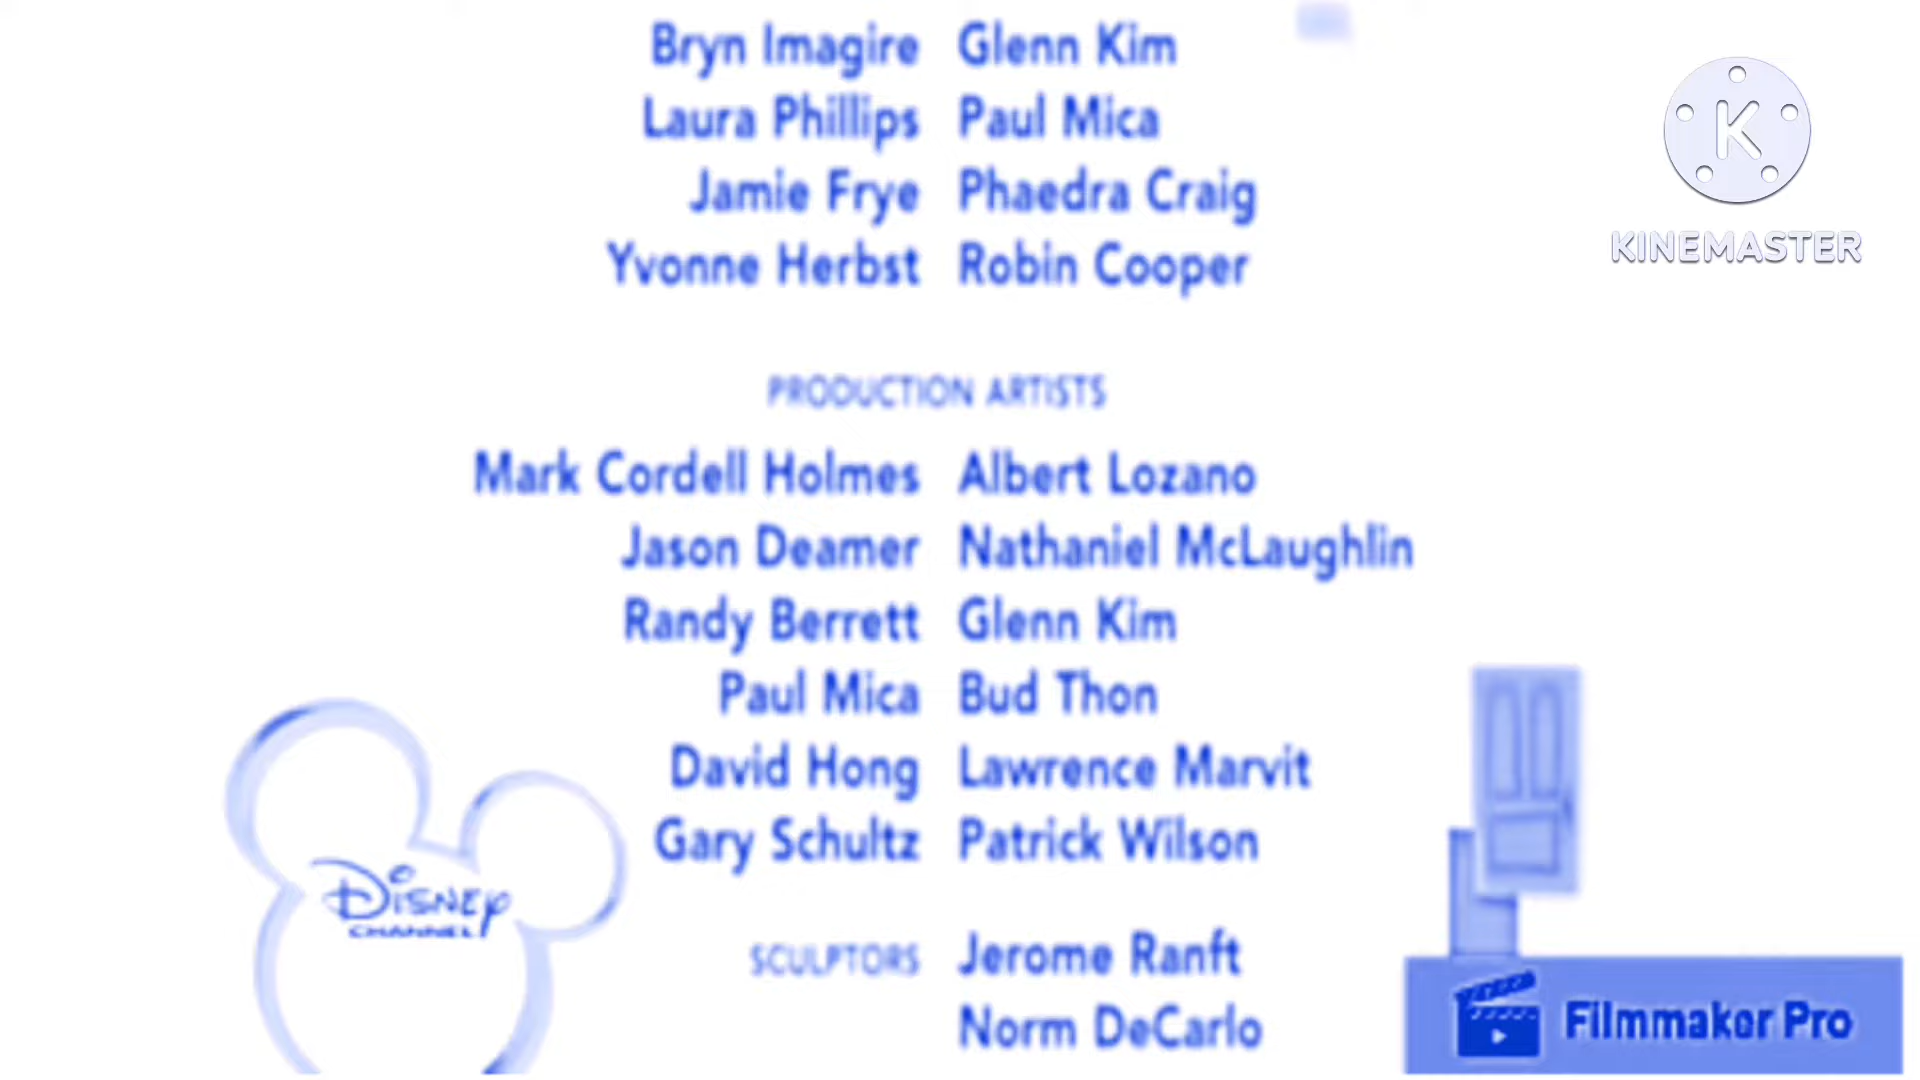 Bryn Imagire Glenn Kim
Laura Phillips Paul Mica
Jamie Frye Phaedra Craig
Yvonne Herbst Robin Cooper
K
KINEMASTER
PRODUCTION ARTISTS
Mark Cordell Holmes Albert Lozano
Jason Deamer Nathaniel McLaughlin
Randy Berrett Glenn Kim
Paul Mica Bud Thon
David Hong Lawrence Marvit
Gary Schultz Patrick Wilson
DISNEY
CHANNEL
SCULPTORS Jerome Ranft
Norm DeCarlo
Filmmaker Pro